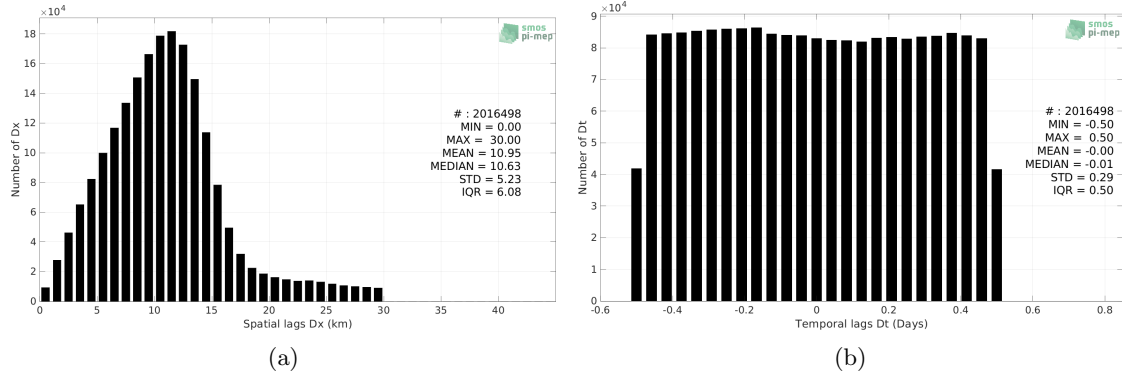 ×10⁴
18
16
14
12
10
8
6
4
2
0
Number of Dx
0 5 10 15 20 25 30 35 40
Spatial lags Dx (km)
smos
pi-mep
# : 2016498
MIN = 0.00
MAX = 30.00
MEAN = 10.95
MEDIAN = 10.63
STD = 5.23
IQR = 6.08
(a)
×10⁴
9
8
7
6
5
4
3
2
1
0
Number of Dt
-0.6 -0.4 -0.2 0 0.2 0.4 0.6 0.8
Temporal lags Dt (Days)
smos
pi-mep
# : 2016498
MIN = -0.50
MAX = 0.50
MEAN = -0.00
MEDIAN = -0.01
STD = 0.29
IQR = 0.50
(b)